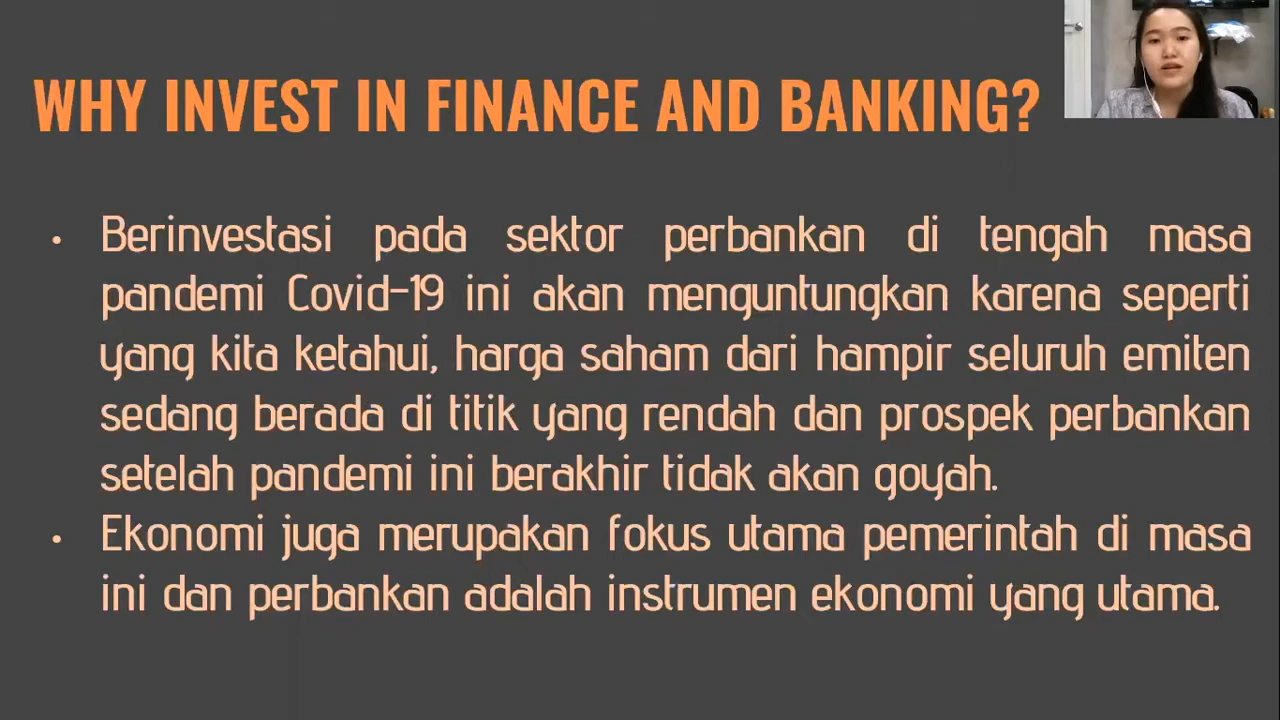 WHY INVEST IN FINANCE AND BANKING?
• Berinvestasi pada sektor perbankan di tengah masa
pandemi Covid-19 ini akan menguntungkan karena seperti
yang kita ketahui, harga saham dari hampir seluruh emiten
sedang berada di titik yang rendah dan prospek perbankan
setelah pandemi ini berakhir tidak akan goyah.
• Ekonomi juga merupakan fokus utama pemerintah di masa
ini dan perbankan adalah instrumen ekonomi yang utama.